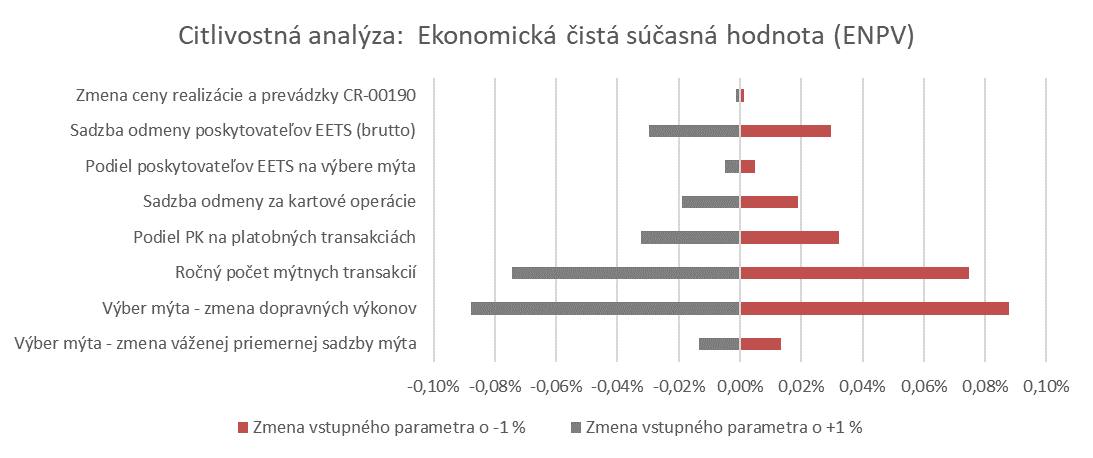 Citlivostná analýza:  Ekonomická čistá súčasná hodnota (ENPV)
Zmena ceny realizácie a prevádzky CR-00190
Sadzba odmeny poskytovateľov EETS (brutto)
Podiel poskytovateľov EETS na výbere mýta
Sadzba odmeny za kartové operácie
Podiel PK na platobných transakciách
Ročný počet mýtnych transakcií
Výber mýta - zmena dopravných výkonov
Výber mýta - zmena váženej priemernej sadzby mýta
-0,10% -0,08% -0,06% -0,04% -0,02% 0,00% 0,02% 0,04% 0,06% 0,08% 0,10%
Zmena vstupného parametra o -1 % Zmena vstupného parametra o +1 %